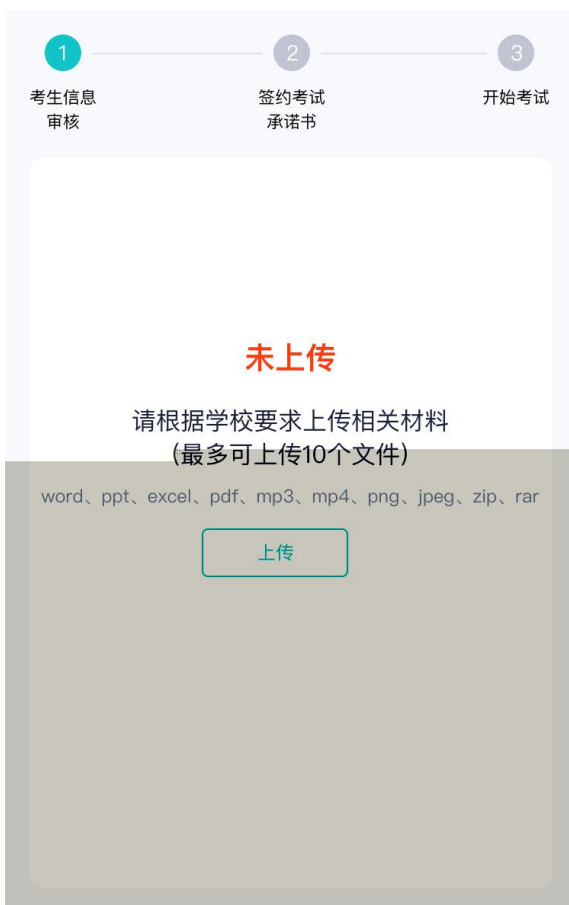 1
2
3
考生信息
审核
签约考试
承诺书
开始考试
未上传
请根据学校要求上传相关材料
(最多可上传10个文件)
word、ppt、excel、pdf、mp3、mp4、png、jpeg、zip、rar
上传